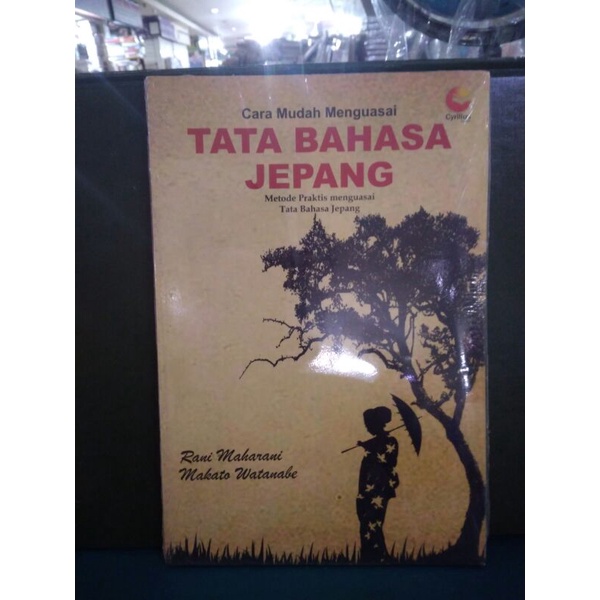 Cara Mudah Menguasai
TATA BAHASA
JEPANG
Metode Praktis menguasai
Tata Bahasa Jepang
Rani Maharani
Makato Watanabe